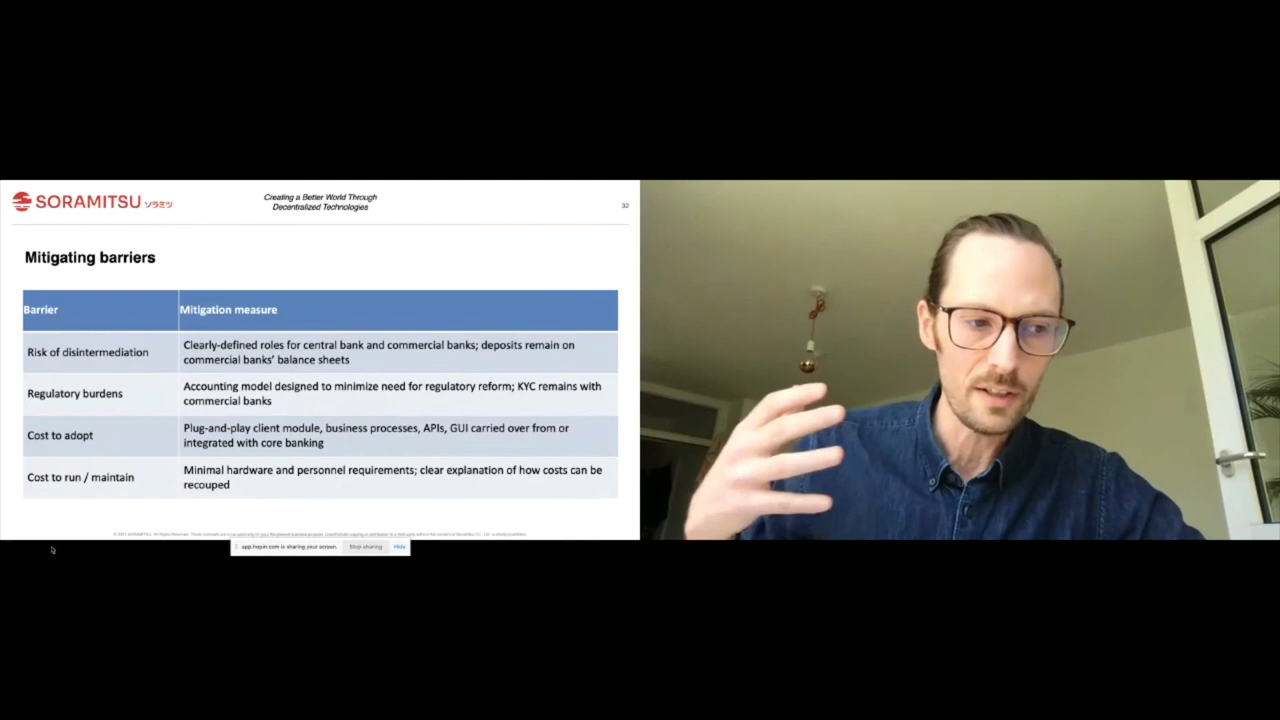 SORAMITSU ソラミツ
Creating a Better World Through
Decentralized Technologies
32
Mitigating barriers
Barrier
Mitigation measure
Risk of disintermediation
Clearly-defined roles for central bank and commercial banks; deposits remain on
commercial banks' balance sheets
Regulatory burdens
Accounting model designed to minimize need for regulatory reform; KYC remains with
commercial banks
Cost to adopt
Plug-and-play client module, business processes, APIs, GUI carried over from or
integrated with core banking
Cost to run / maintain
Minimal hardware and personnel requirements; clear explanation of how costs can be
recouped
app.hopin.com is sharing your screen.
Stop sharing
Hide